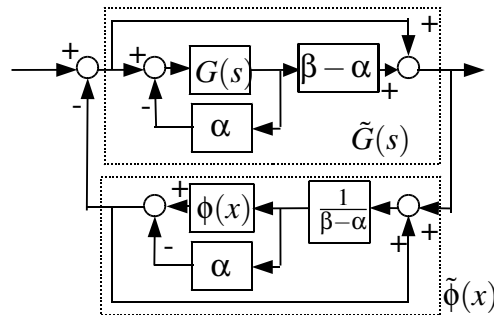 + + + G(s) β−α + +
- - α G̃(s)
+ ϕ(x) 1/β−α + +
- α ϕ̃(x)